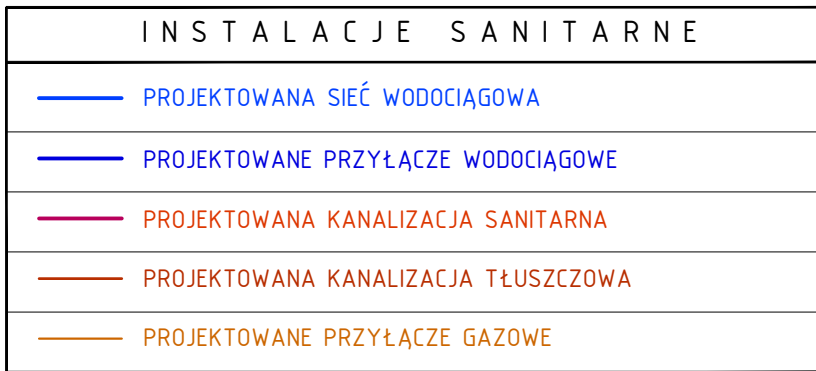 INSTALACJE SANITARNE
PROJEKTOWANA SIEĆ WODOCIĄGOWA
PROJEKTOWANE PRZYŁĄCZE WODOCIĄGOWE
PROJEKTOWANA KANALIZACJA SANITARNA
PROJEKTOWANA KANALIZACJA TŁUSZCZOWA
PROJEKTOWANE PRZYŁĄCZE GAZOWE